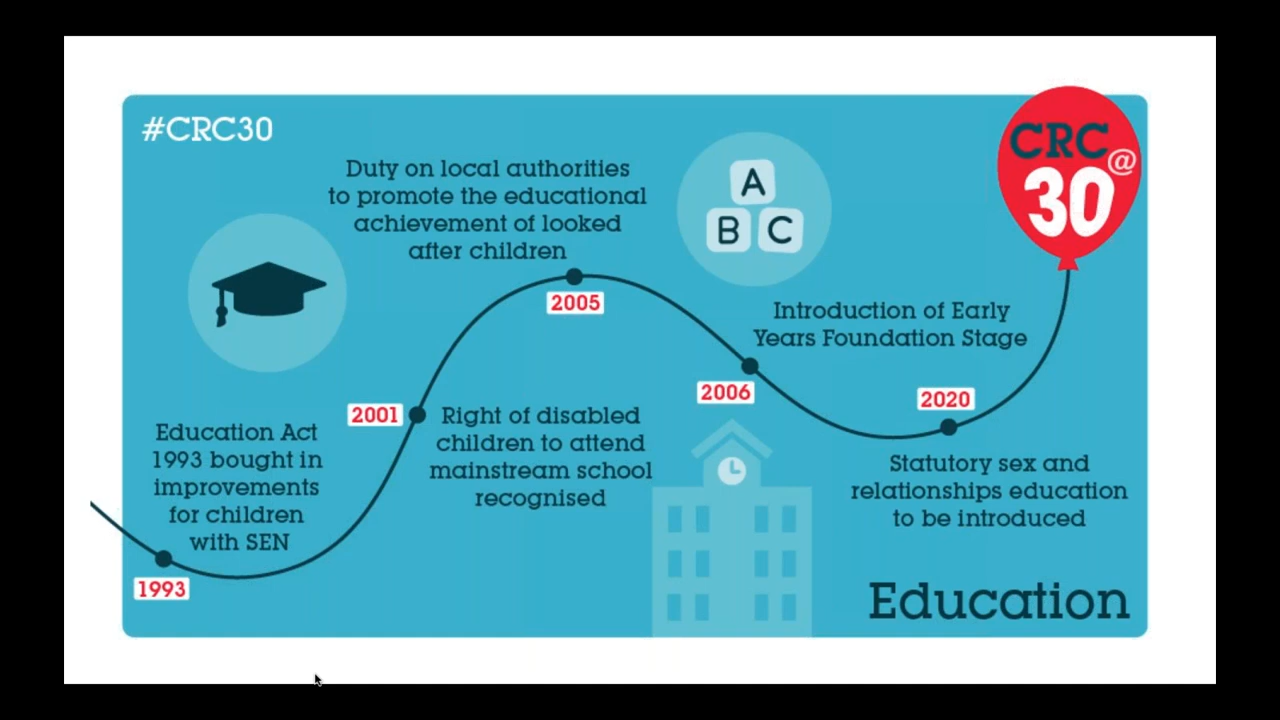 #CRC30
CRC@
30
Duty on local authorities
to promote the educational
achievement of looked
after children
2005
A
B C
Introduction of Early
Years Foundation Stage
2006
2020
2001
Right of disabled
children to attend
mainstream school
recognised
Education Act
1993 bought in
improvements
for children
with SEN
1993
Statutory sex and
relationships education
to be introduced
Education